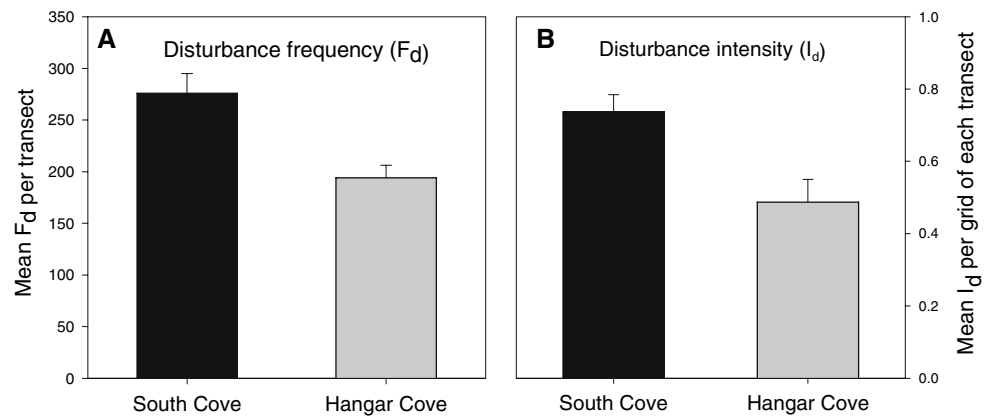 A
Disturbance frequency (Fd)
Mean Fd per transect
350
300
250
200
150
100
50
0
South Cove
Hangar Cove
B
Disturbance intensity (Id)
1.0
0.8
0.6
0.4
0.2
0.0
Mean Id per grid of each transect
South Cove
Hangar Cove